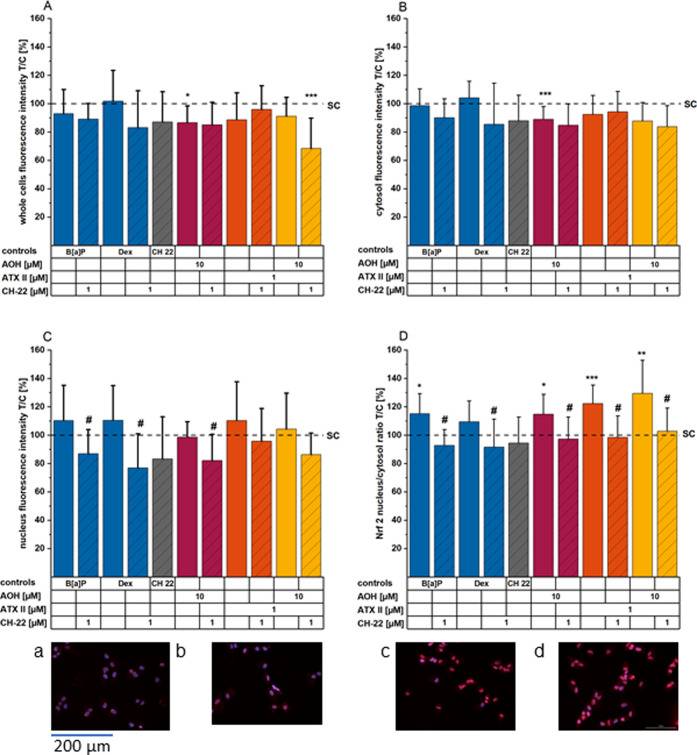 A
160
140
120
100
80
60
40
20
whole cells fluorescence intensity T/C [%]
*
***
SC
controls B[a]P Dex CH 22
AOH [µM] 10 10
ATX II [µM] 1
CH-22 [µM] 1 1 1 1 1
B
160
140
120
100
80
60
40
20
cytosol fluorescence intensity T/C [%]
***
SC
controls B[a]P Dex CH 22
AOH [µM] 10 10
ATX II [µM] 1
CH-22 [µM] 1 1 1 1 1
C
160
140
120
100
80
60
40
20
nucleus fluorescence intensity T/C [%]
# # #
controls B[a]P Dex CH 22
AOH [µM] 10 10
ATX II [µM] 1
CH-22 [µM] 1 1 1 1 1
D
160
140
120
100
80
60
40
20
Nrf 2 nucleus/cytosol ratio T/C [%]
* # # * # *** # ** #
SC
controls B[a]P Dex CH 22
AOH [µM] 10 10
ATX II [µM] 1
CH-22 [µM] 1 1 1 1 1
a b c d
200 µm